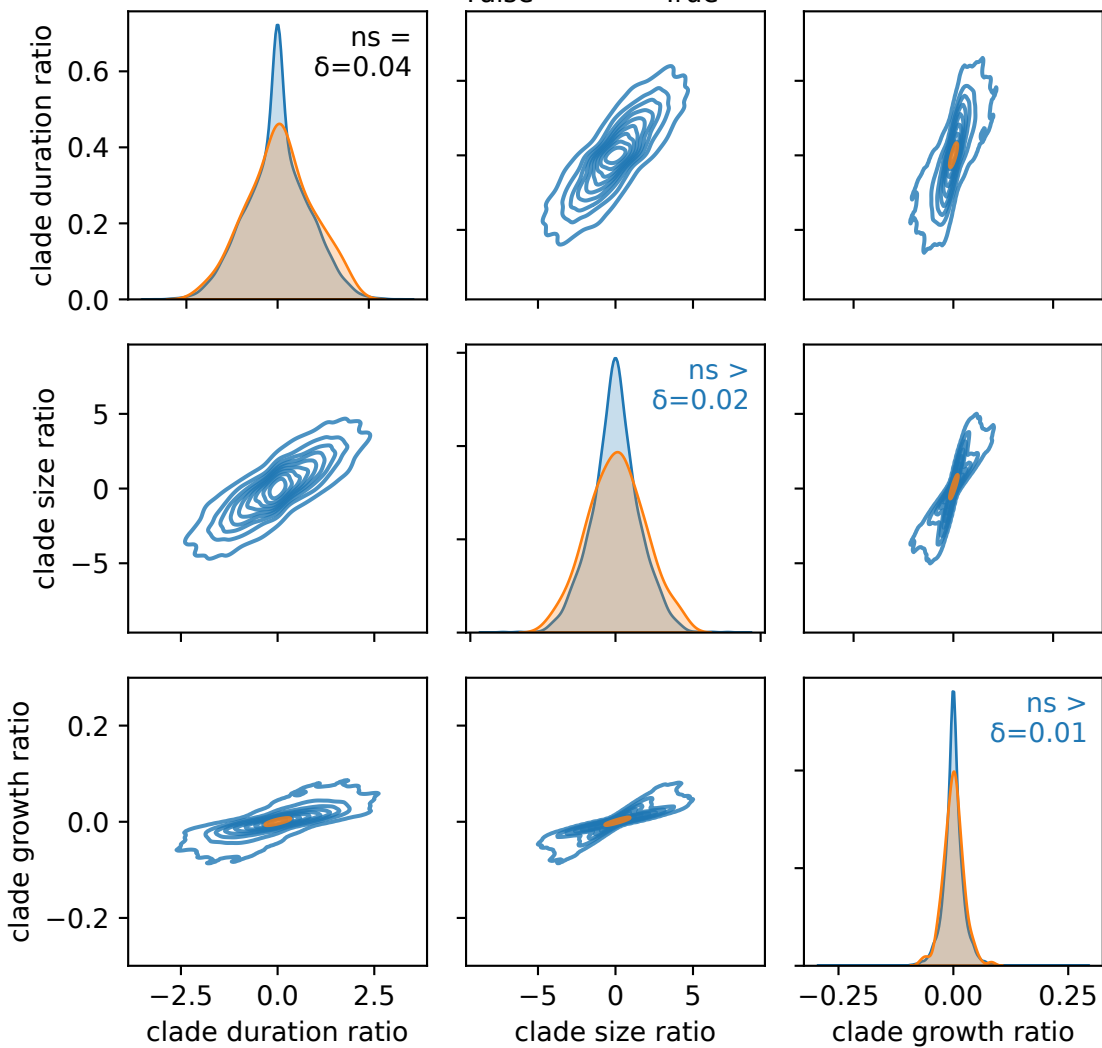 clade duration ratio
0.6
0.4
0.2
0.0
ns =
δ=0.04
clade size ratio
5
0
−5
ns >
δ=0.02
clade growth ratio
0.2
0.0
−0.2
ns >
δ=0.01
−2.5 0.0 2.5
−5 0 5
−0.25 0.00 0.25
clade duration ratio
clade size ratio
clade growth ratio